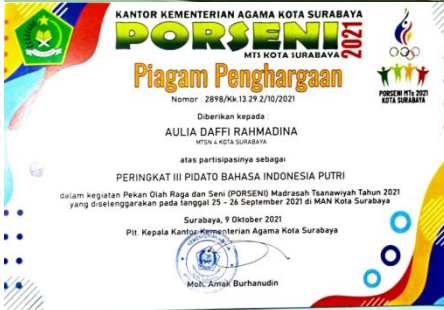 KANTOR KEMENTERIAN AGAMA KOTA SURABAYA
PORSENI 2021
MTS KOTA SURABAYA
Piagam Penghargaan
PORSENI MTs 2021
KOTA SURABAYA
Nomor : 2898/Kk.13.29.2/10/2021
Diberikan kepada :
AULIA DAFFI RAHMADINA
MTSN 4 KOTA SURABAYA
atas partisipasinya sebagai
PERINGKAT III PIDATO BAHASA INDONESIA PUTRI
dalam kegiatan Pekan Olah Raga dan Seni (PORSENI) Madrasah Tsanawiyah Tahun 2021
yang diselenggarakan pada tanggal 25 - 26 September 2021 di MAN Kota Surabaya
Surabaya, 9 Oktober 2021
Plt. Kepala Kantor Kementerian Agama Kota Surabaya
Moh. Amak Burhanudin